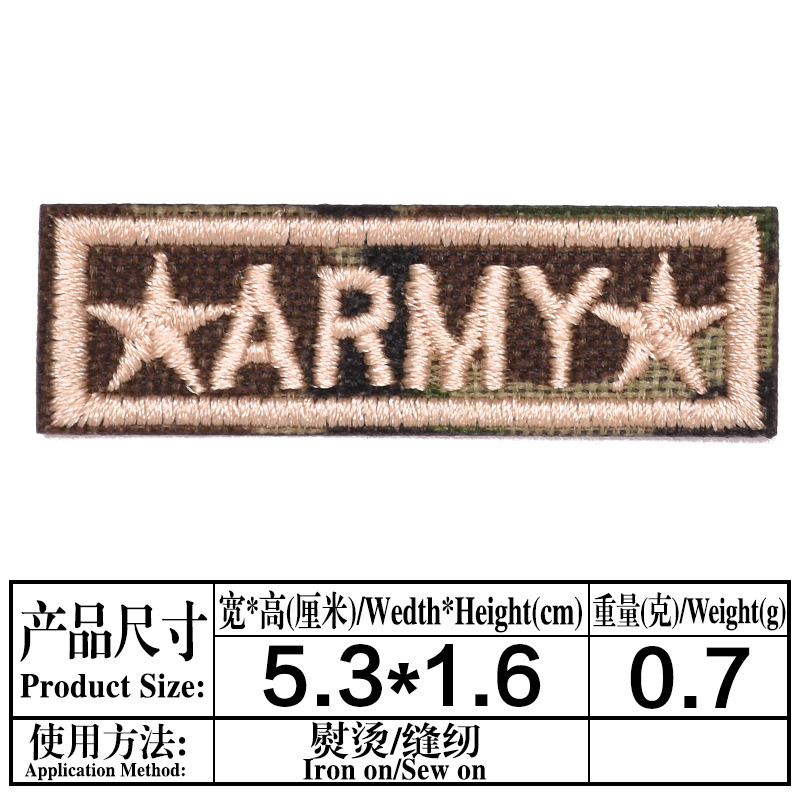 ARMY
产品尺寸
Product Size:
宽*高(厘米)/Wedth*Height(cm)
5.3*1.6
重量(克)/Weight(g)
0.7
使用方法:
Application Method:
熨烫/缝纫
Iron on/Sew on